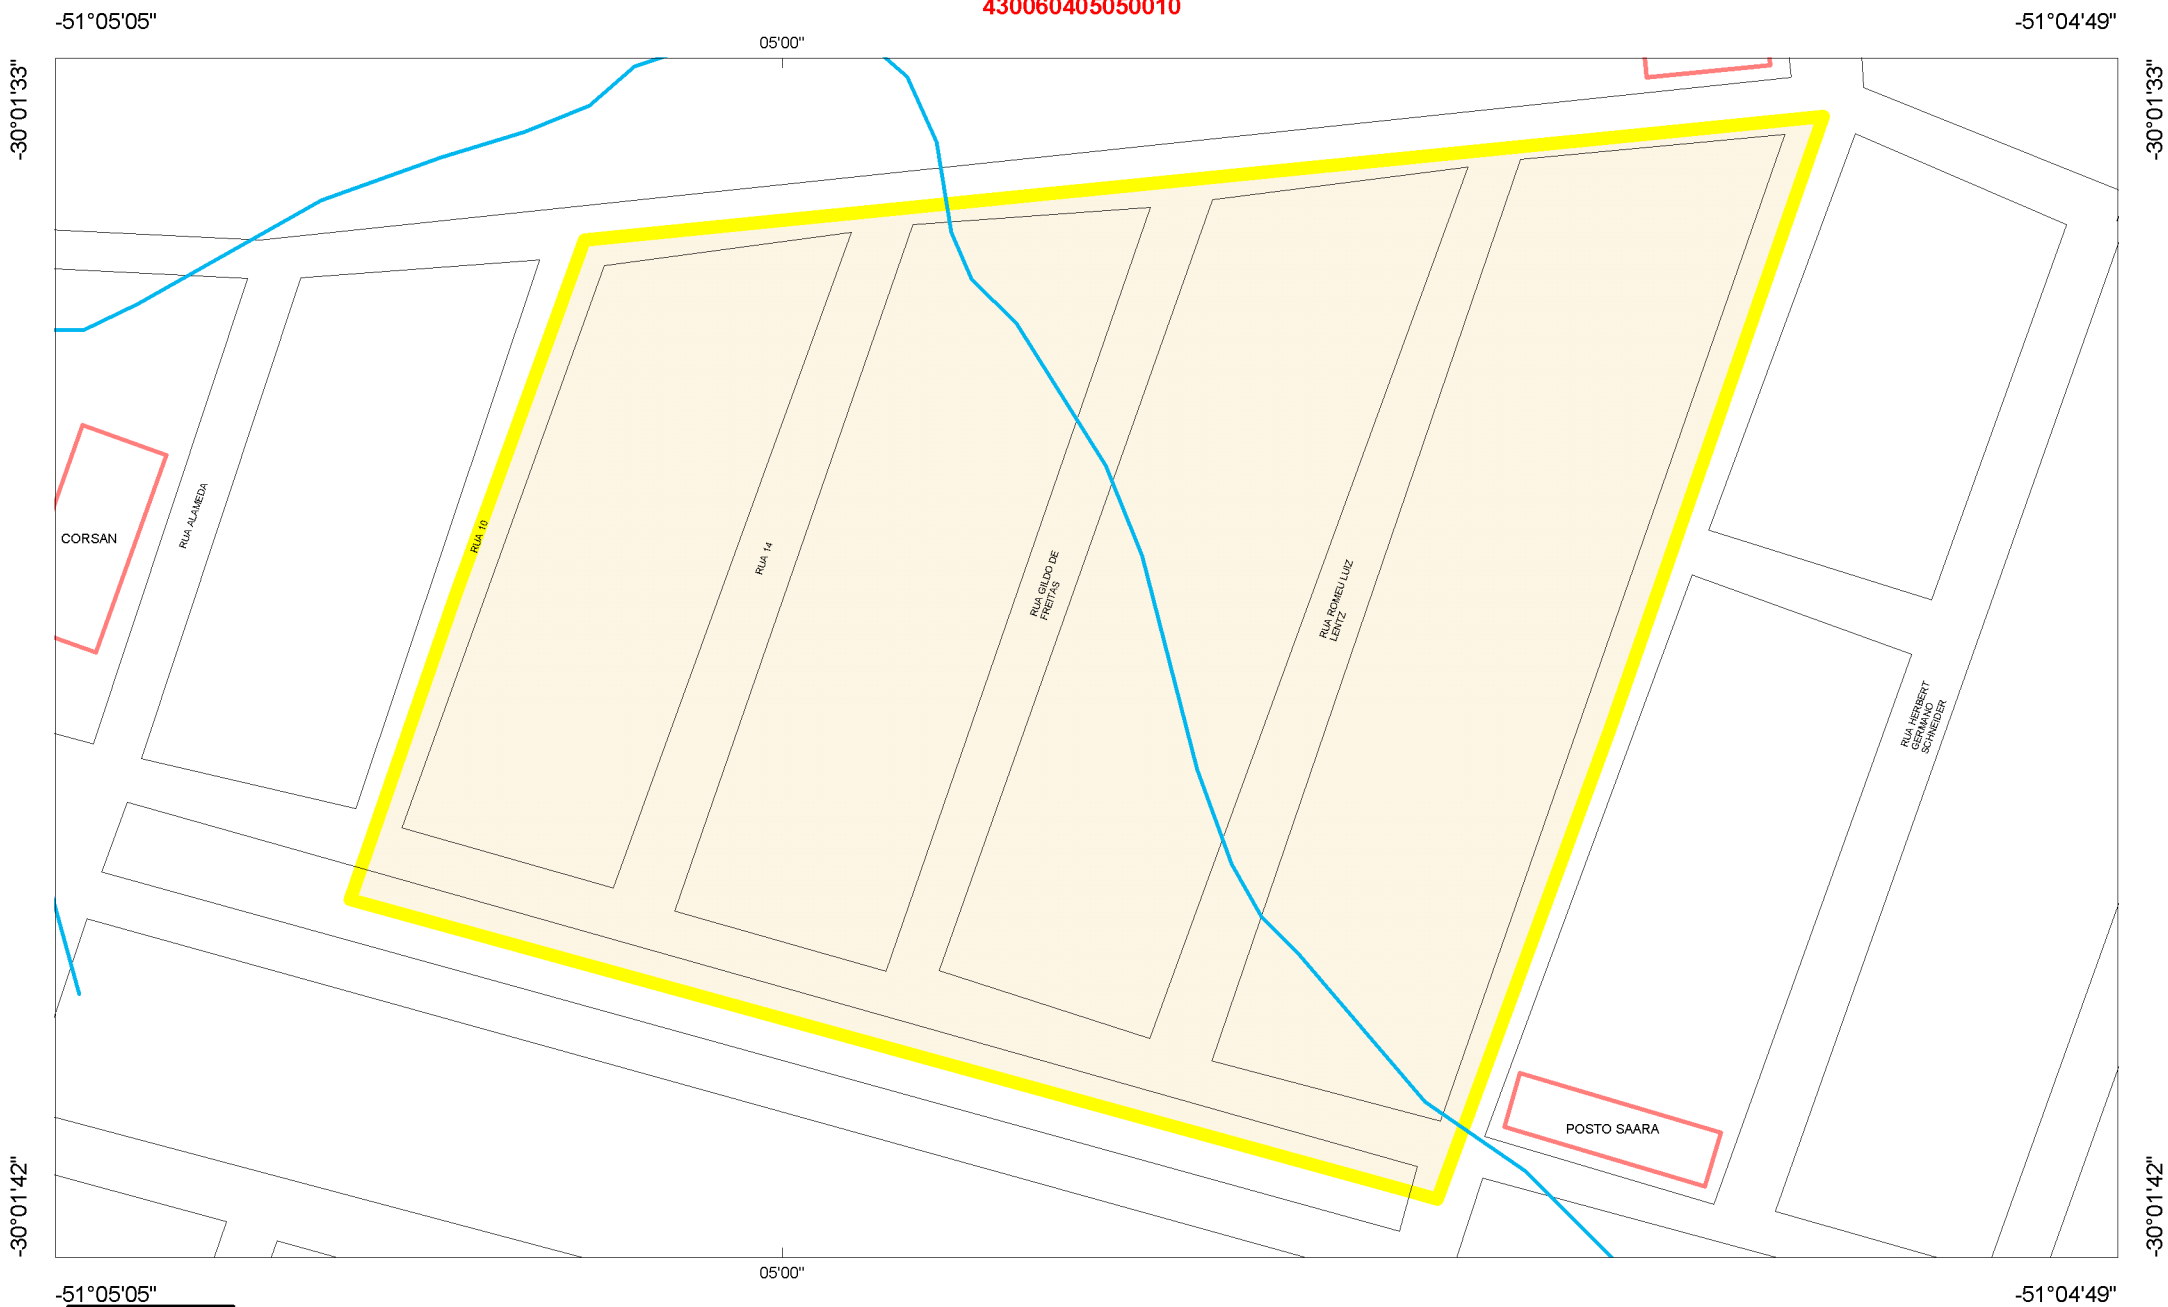 430060405050010
-51°05'05"
-51°04'49"
05'00"
-30°01'33"
-30°01'33"
CORSAN
RUA ALAMEDA
RUA 10
RUA 14
RUA GILDO DE
FREITAS
RUA ROMEU LUIZ
LENTZ
RUA HERBERT
GERMANO
SCHNEIDER
POSTO SAARA
-30°01'42"
-30°01'42"
05'00"
-51°05'05"
-51°04'49"